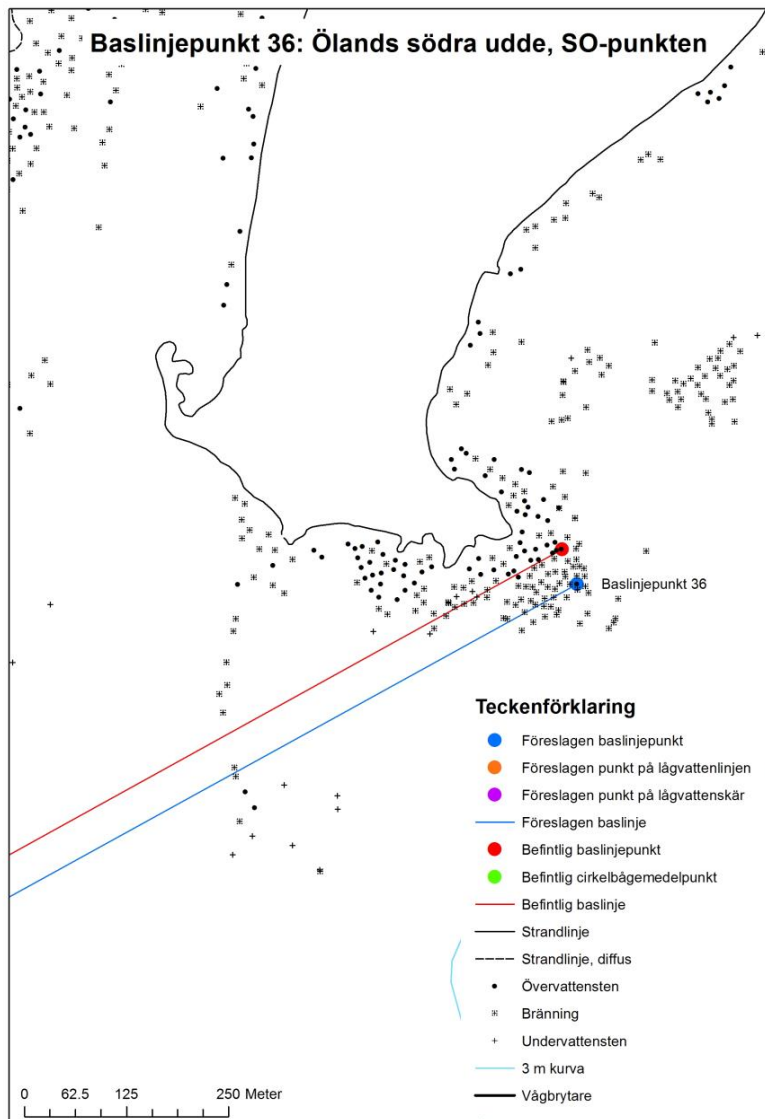 Baslinjepunkt 36: Ölands södra udde, SO-punkten
Baslinjepunkt 36
Teckenförklaring
Föreslagen baslinjepunkt
Föreslagen punkt på lågvattenlinjen
Föreslagen punkt på lågvattenskär
Föreslagen baslinje
Befintlig baslinjepunkt
Befintlig cirkelbågemedelpunkt
Befintlig baslinje
Strandlinje
Strandlinje, diffus
Övervattensten
Bränning
Undervattensten
3 m kurva
Vågbrytare
0 62.5 125 250 Meter